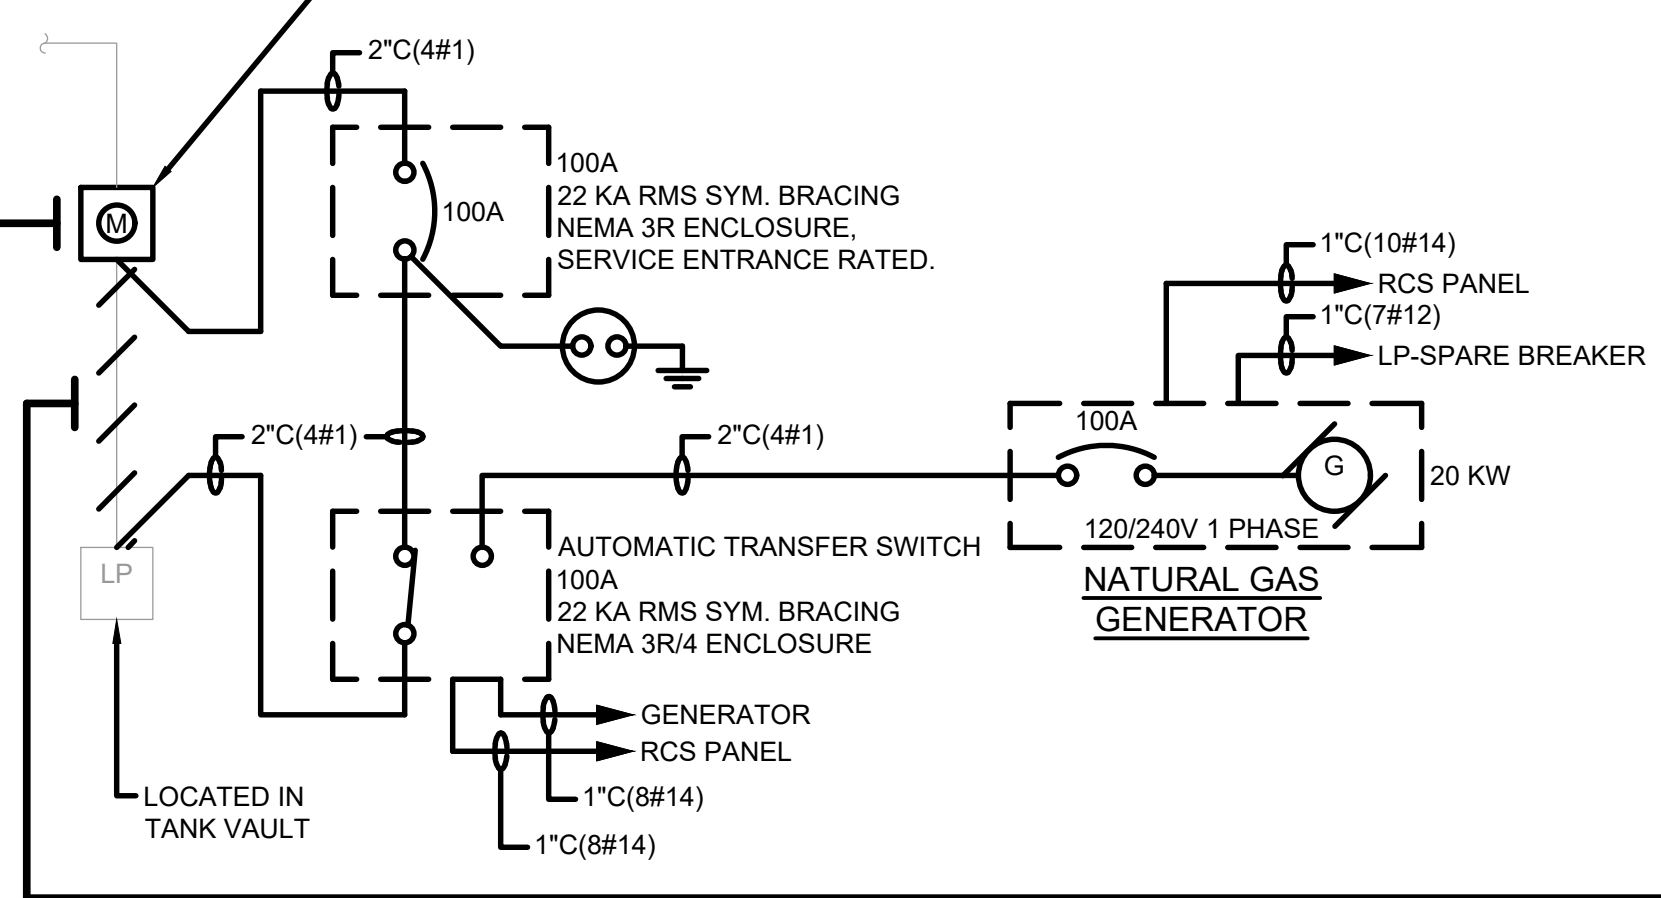 2"C(4#1)
M
100A
100A
22 KA RMS SYM. BRACING
NEMA 3R ENCLOSURE,
SERVICE ENTRANCE RATED.
1"C(10#14)
RCS PANEL
1"C(7#12)
LP-SPARE BREAKER
2"C(4#1)
2"C(4#1)
100A
G
20 KW
120/240V 1 PHASE
NATURAL GAS
GENERATOR
LP
AUTOMATIC TRANSFER SWITCH
100A
22 KA RMS SYM. BRACING
NEMA 3R/4 ENCLOSURE
GENERATOR
RCS PANEL
1"C(8#14)
1"C(8#14)
LOCATED IN
TANK VAULT